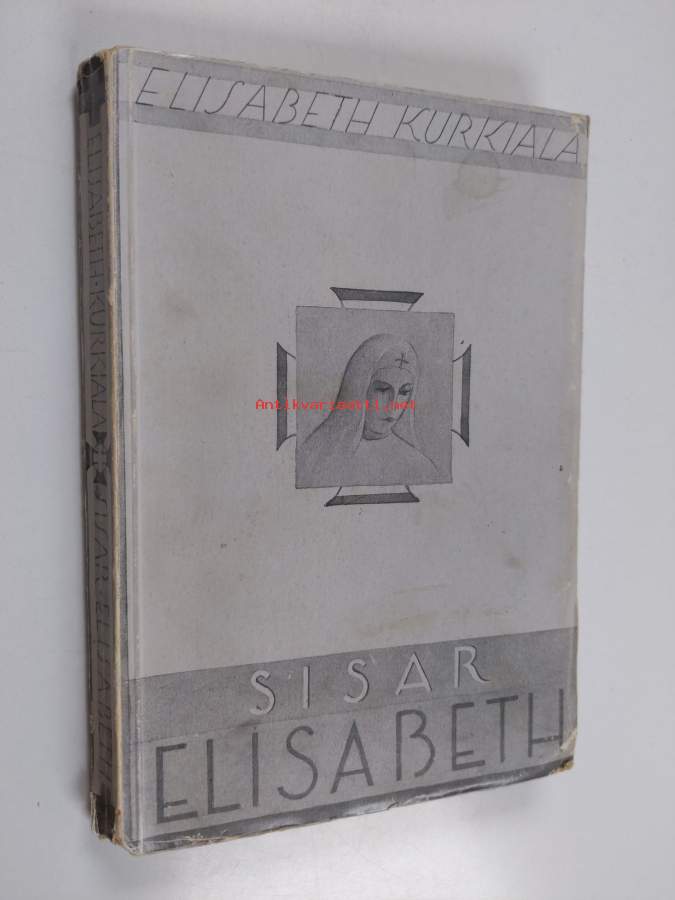 ELISABETH KURKIALA
Antikvariaatti.net
SISAR
ELISABETH
ELISABETH·KURKIALA SISAR·ELISABETH